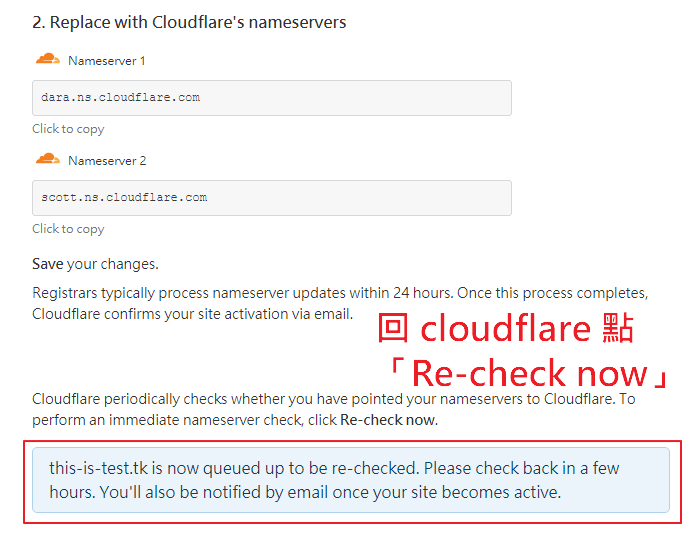 2. Replace with Cloudflare's nameservers
Nameserver 1
dara.ns.cloudflare.com
Click to copy
Nameserver 2
scott.ns.cloudflare.com
Click to copy
Save your changes.
Registrars typically process nameserver updates within 24 hours. Once this process completes,
Cloudflare confirms your site activation via email.
回 cloudflare 點
「Re-check now」
Cloudflare periodically checks whether you have pointed your nameservers to Cloudflare. To
perform an immediate nameserver check, click Re-check now.
this-is-test.tk is now queued up to be re-checked. Please check back in a few
hours. You'll also be notified by email once your site becomes active.